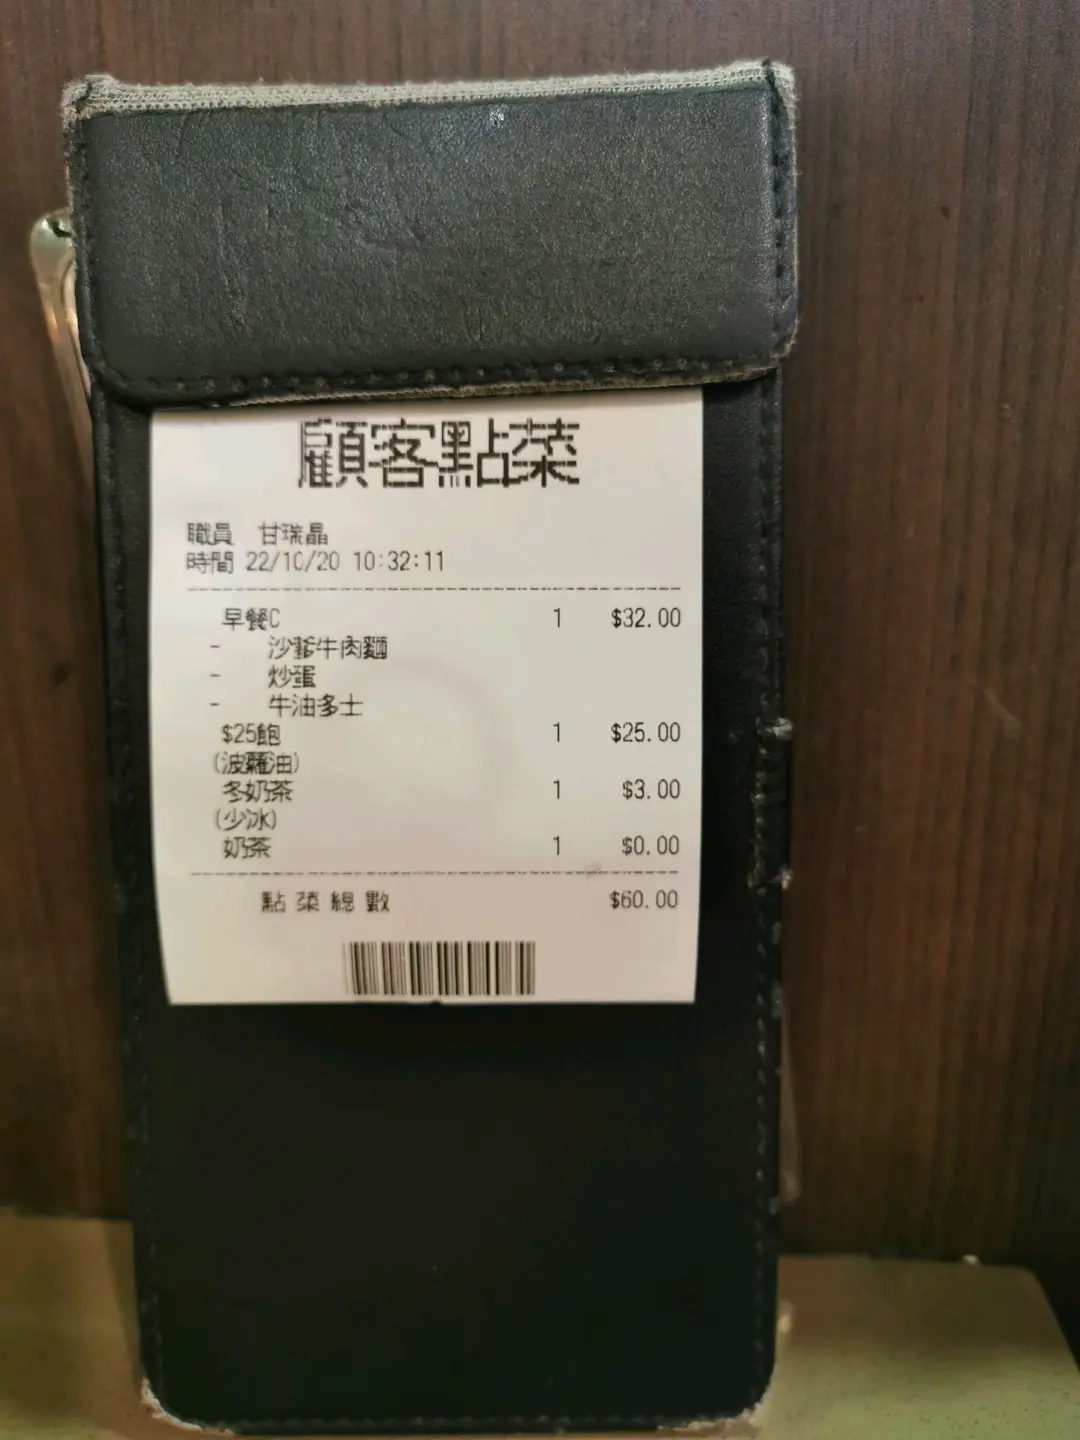 顧客點菜
職員 甘瑞晶
時間 22/10/20 10:32:11
早餐C 1 $32.00
- 沙爹牛肉麵
- 炒蛋
- 牛油多士
$25飽 1 $25.00
(波蘿油)
冬奶茶 1 $3.00
(少冰)
奶茶 1 $0.00
點菜總數 $60.00